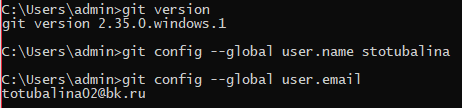 C:\Users\admin>git version
git version 2.35.0.windows.1
C:\Users\admin>git config --global user.name stotubalina
C:\Users\admin>git config --global user.email
totubalina02@bk.ru